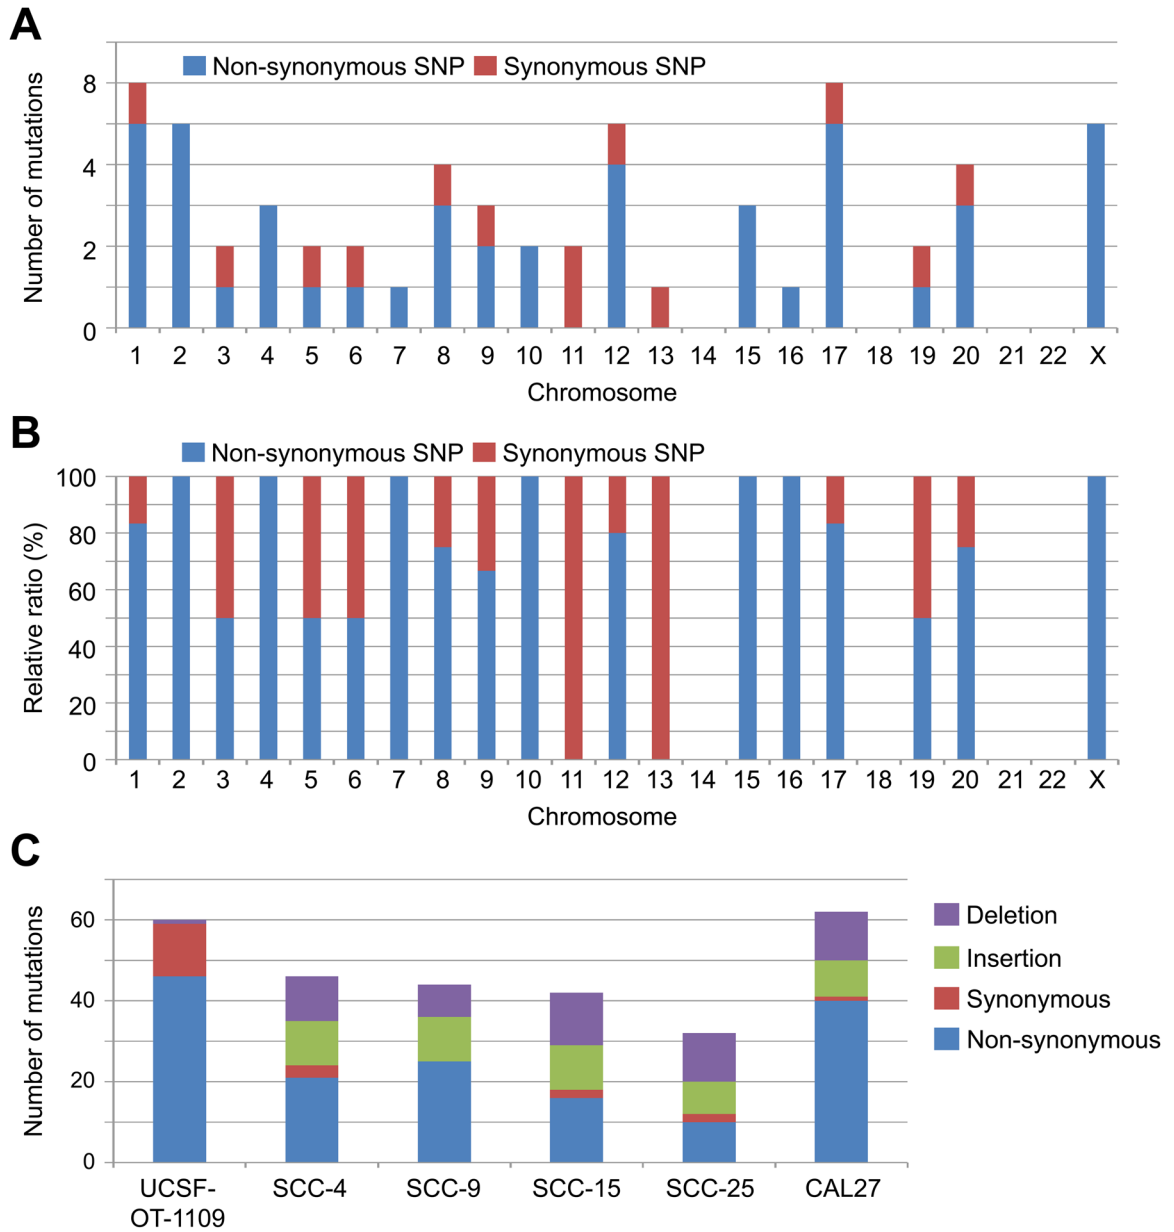 A
Number of mutations
Non-synonymous SNP Synonymous SNP
8
4
2
0
1 2 3 4 5 6 7 8 9 10 11 12 13 14 15 16 17 18 19 20 21 22 X
Chromosome
B
Relative ratio (%)
Non-synonymous SNP Synonymous SNP
100
80
60
40
20
0
1 2 3 4 5 6 7 8 9 10 11 12 13 14 15 16 17 18 19 20 21 22 X
Chromosome
C
Number of mutations
60
40
20
0
UCSF- SCC-4 SCC-9 SCC-15 SCC-25 CAL27
OT-1109
Deletion
Insertion
Synonymous
Non-synonymous